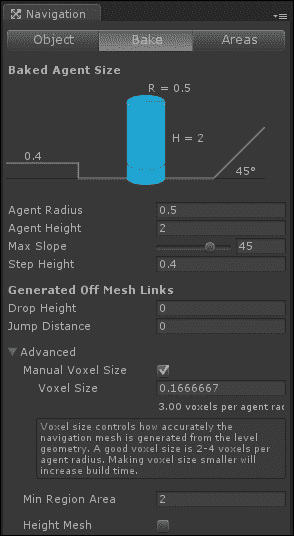 Navigation
Object Bake Areas
Baked Agent Size
R = 0.5
H = 2
0.4
45°
Agent Radius 0.5
Agent Height 2
Max Slope 45
Step Height 0.4
Generated Off Mesh Links
Drop Height 0
Jump Distance 0
Advanced
Manual Voxel Size
Voxel Size 0.1666667
3.00 voxels per agent
Voxel size controls how accurately the
navigation mesh is generated from the level
geometry. A good voxel size is 2-4 voxels per
agent radius. Making voxel size smaller will
increase build time.
Min Region Area 2
Height Mesh